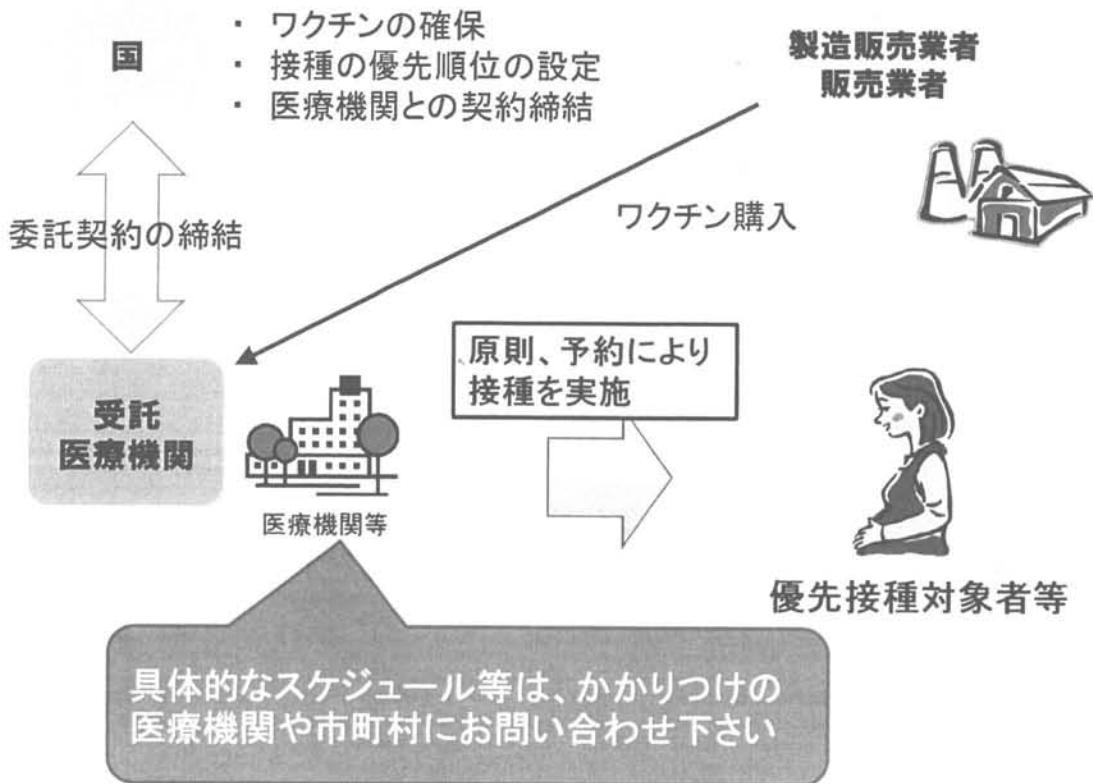 国
・ ワクチンの確保
・ 接種の優先順位の設定
・ 医療機関との契約締結
製造販売業者
販売業者
委託契約の締結
ワクチン購入
受託
医療機関
医療機関等
原則、予約により
接種を実施
優先接種対象者等
具体的なスケジュール等は、かかりつけの
医療機関や市町村にお問い合わせ下さい